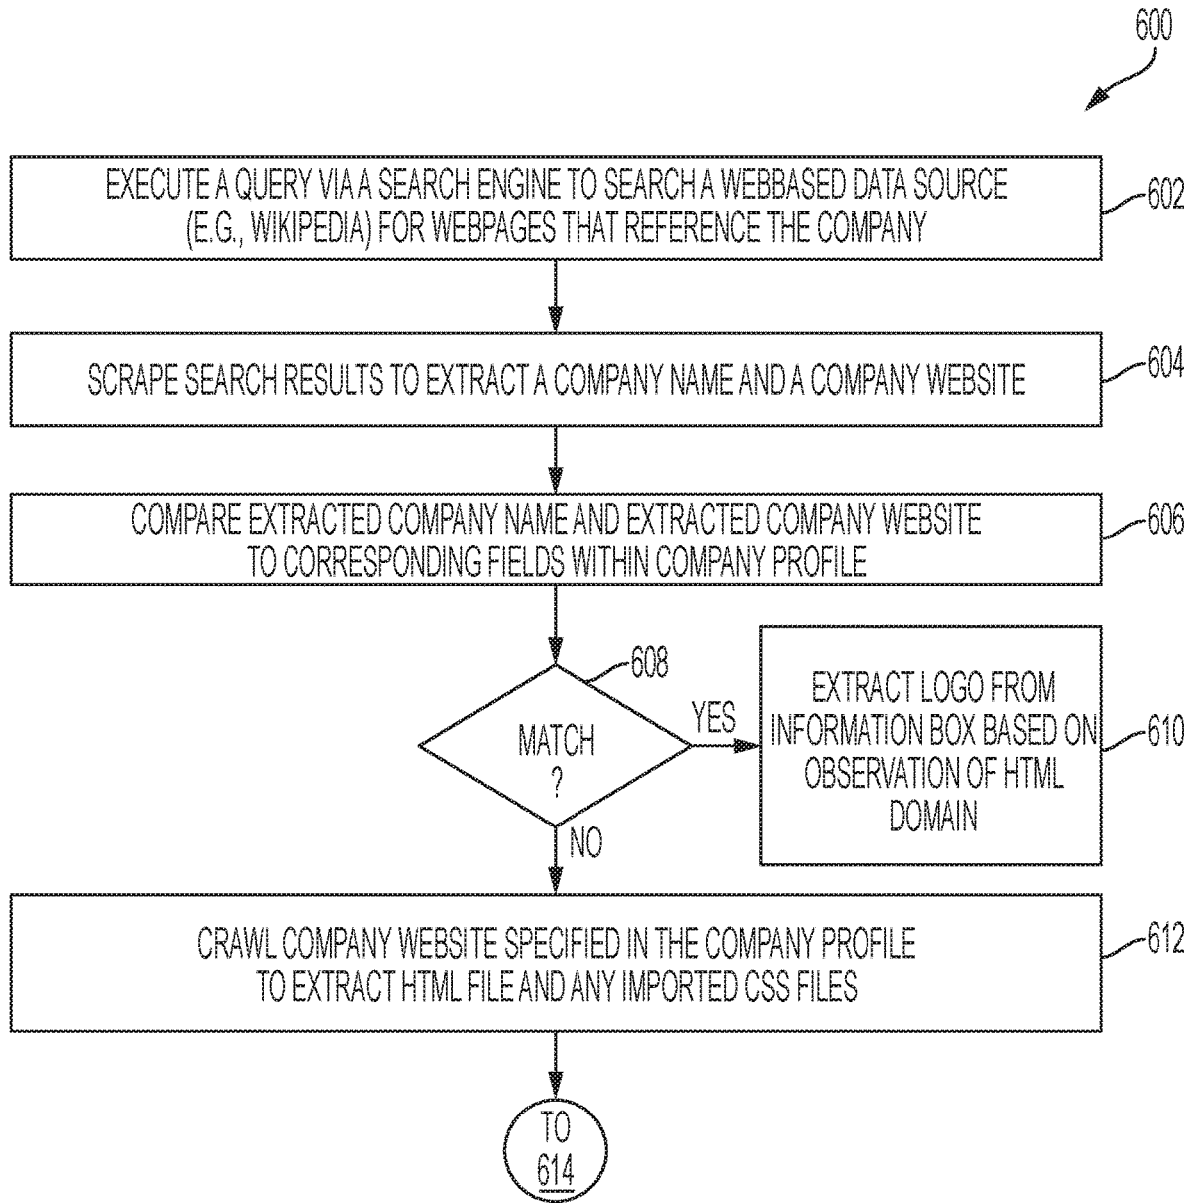 600
EXECUTE A QUERY VIA A SEARCH ENGINE TO SEARCH A WEBBASED DATA SOURCE
(E.G., WIKIPEDIA) FOR WEBPAGES THAT REFERENCE THE COMPANY
602
SCRAPE SEARCH RESULTS TO EXTRACT A COMPANY NAME AND A COMPANY WEBSITE
604
COMPARE EXTRACTED COMPANY NAME AND EXTRACTED COMPANY WEBSITE
TO CORRESPONDING FIELDS WITHIN COMPANY PROFILE
606
608
MATCH
?
YES
EXTRACT LOGO FROM
INFORMATION BOX BASED ON
OBSERVATION OF HTML
DOMAIN
610
NO
CRAWL COMPANY WEBSITE SPECIFIED IN THE COMPANY PROFILE
TO EXTRACT HTML FILE AND ANY IMPORTED CSS FILES
612
TO
614